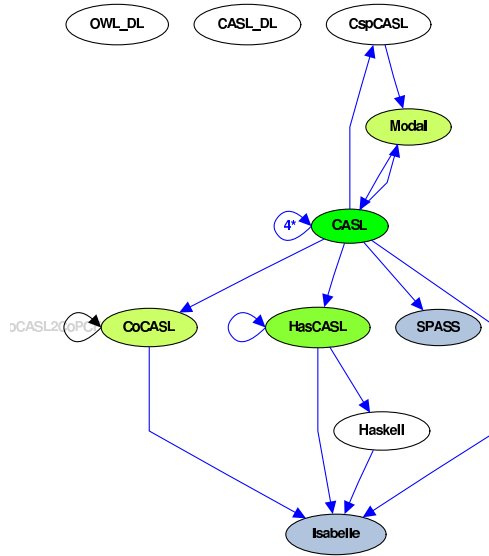 OWL_DL CASL_DL CspCASL
Modal
4* CASL
CoCASL HasCASL SPASS
Haskell
Isabelle